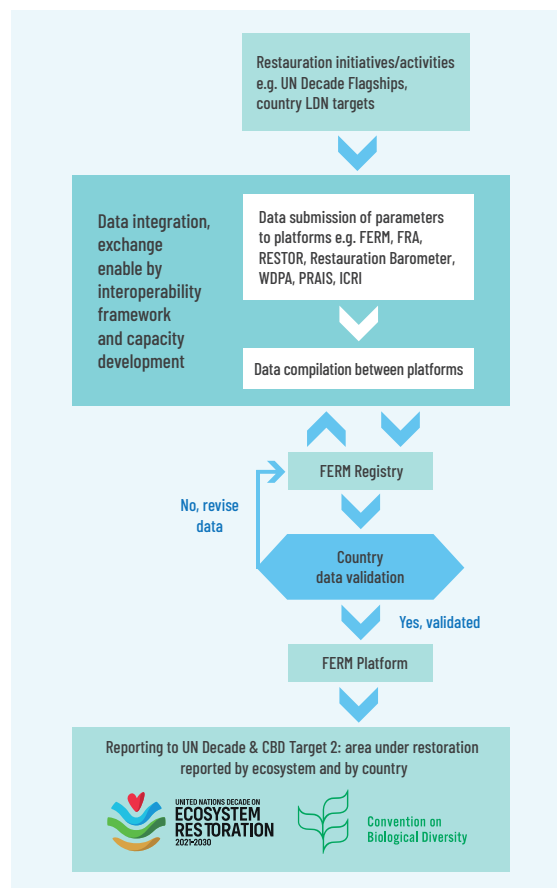 Restauration initiatives/activities
e.g. UN Decade Flagships,
country LDN targets
Data integration,
exchange
enable by
interoperability
framework
and capacity
development
Data submission of parameters
to platforms e.g. FERM, FRA,
RESTOR, Restauration Barometer,
WDPA, PRAIS, ICRI
Data compilation between platforms
FERM Registry
No, revise
data
Country
data validation
Yes, validated
FERM Platform
Reporting to UN Decade & CBD Target 2: area under restoration
reported by ecosystem and by country
UNITED NATIONS DECADE ON
ECOSYSTEM
RESTORATION
2021-2030
Convention on
Biological Diversity